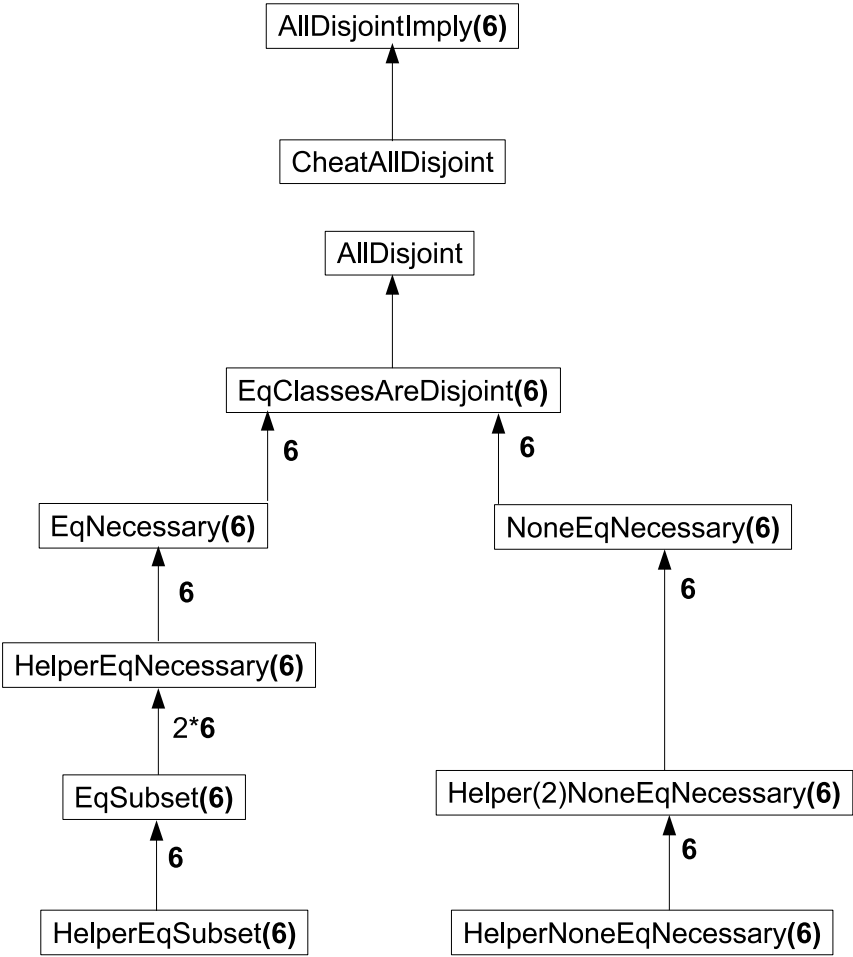 AllDisjointImply(6)
CheatAllDisjoint
AllDisjoint
EqClassesAreDisjoint(6)
6
6
EqNecessary(6)
NoneEqNecessary(6)
6
6
HelperEqNecessary(6)
2*6
EqSubset(6)
Helper(2)NoneEqNecessary(6)
6
6
HelperEqSubset(6)
HelperNoneEqNecessary(6)